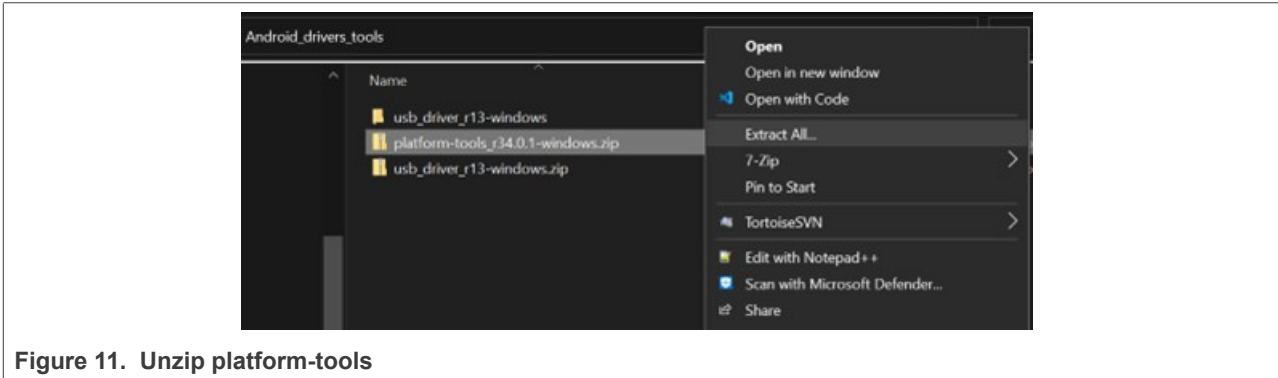 Android_drivers_tools
Name
usb_driver_r13-windows
platform-tools_r34.0.1-windows.zip
usb_driver_r13-windows.zip
Open
Open in new window
Open with Code
Extract All...
7-Zip
Pin to Start
TortoiseSVN
Edit with Notepad++
Scan with Microsoft Defender...
Share
Figure 11. Unzip platform-tools